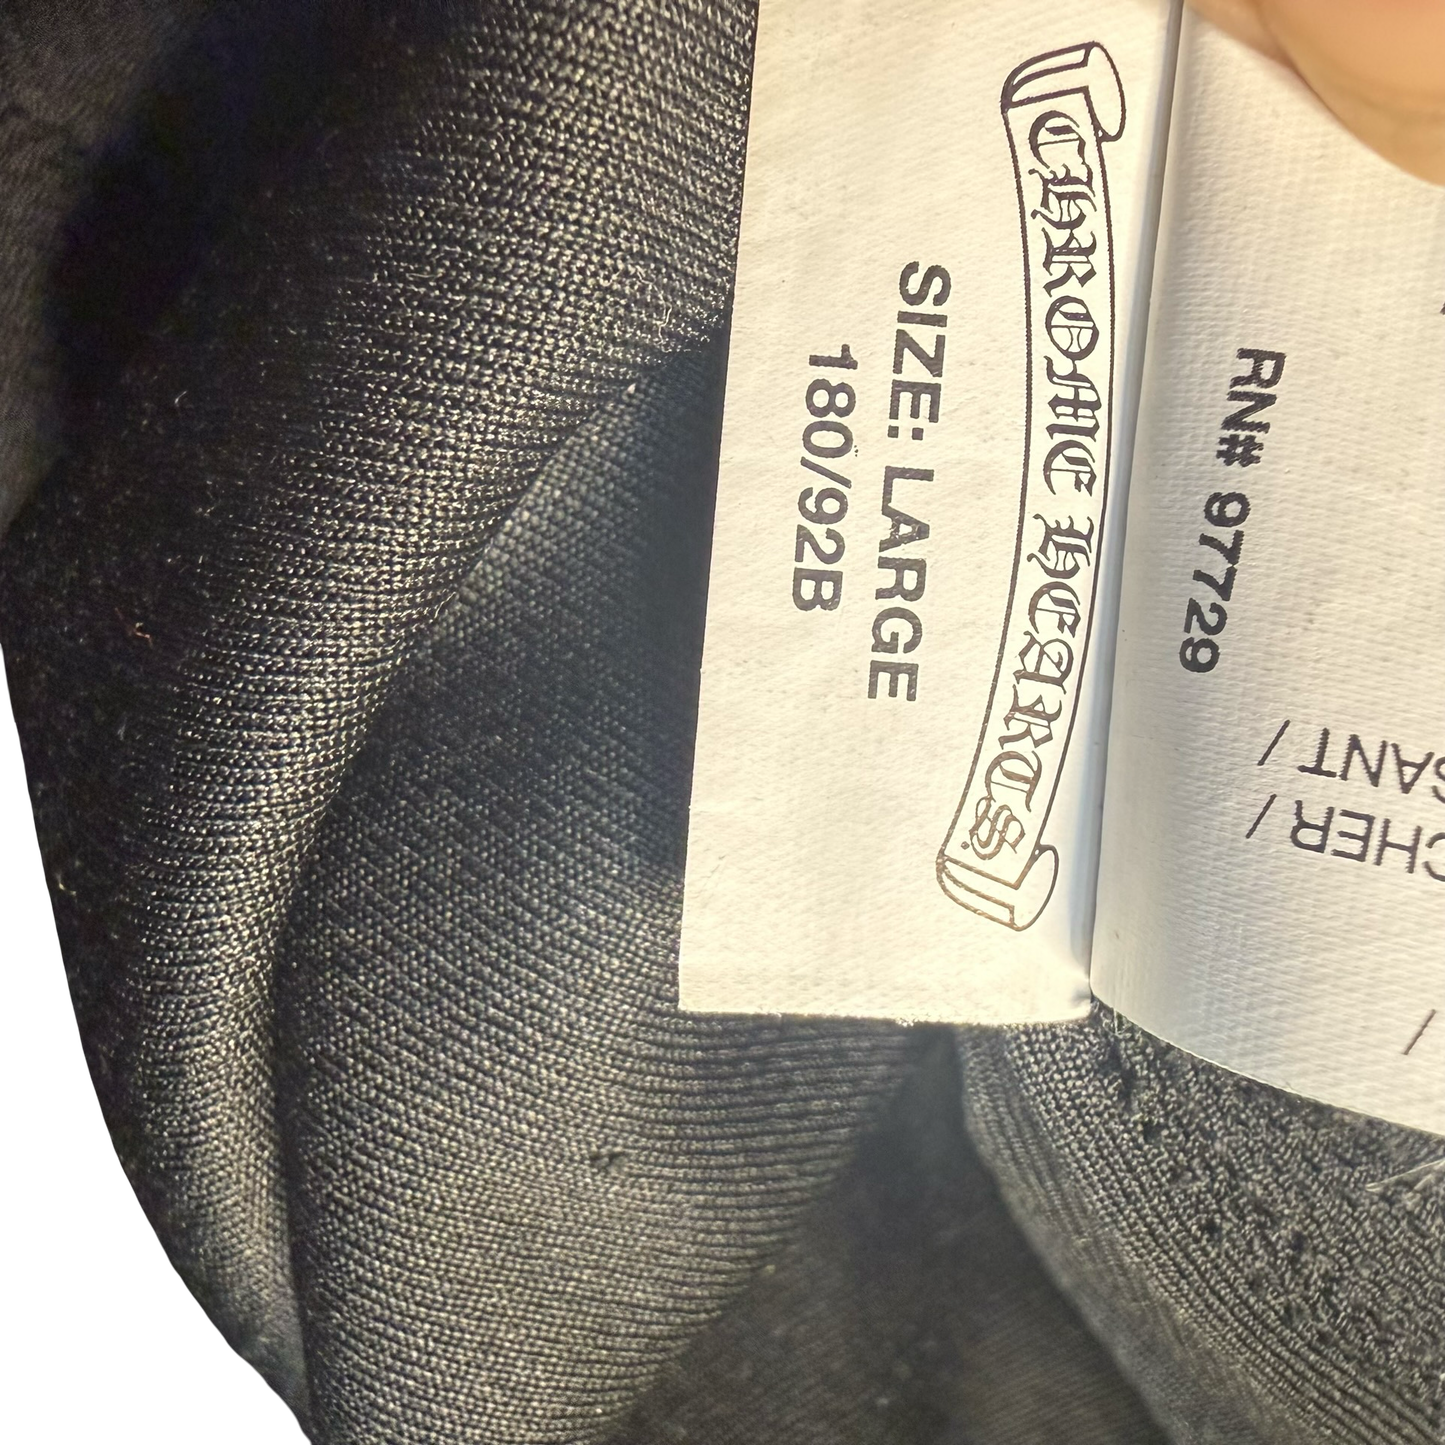 CHROME HEARTS
SIZE: LARGE
180/92B
RN# 97729
SANT /
CHER /
/